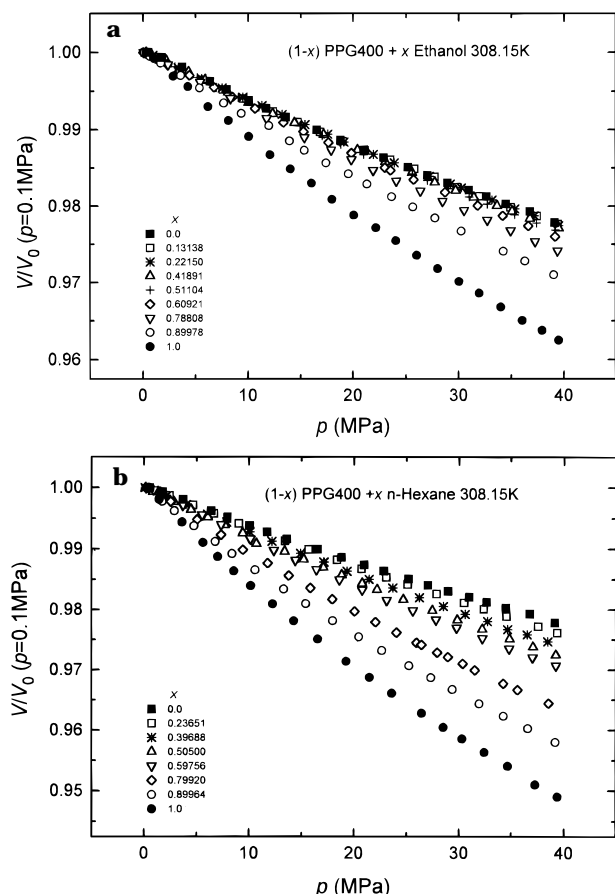 a
(1-x) PPG400 + x Ethanol 308.15K
1.00
0.99
0.98
0.97
0.96
V/V0 (p=0.1MPa)
x
0.0
0.13138
0.22150
0.41891
0.51104
0.60921
0.78808
0.89978
1.0
0 10 20 30 40
p (MPa)
b
(1-x) PPG400 +x n-Hexane 308.15K
1.00
0.99
0.98
0.97
0.96
0.95
V/V0 (p=0.1MPa)
x
0.0
0.23651
0.39688
0.50500
0.59756
0.79920
0.89964
1.0
0 10 20 30 40
p (MPa)